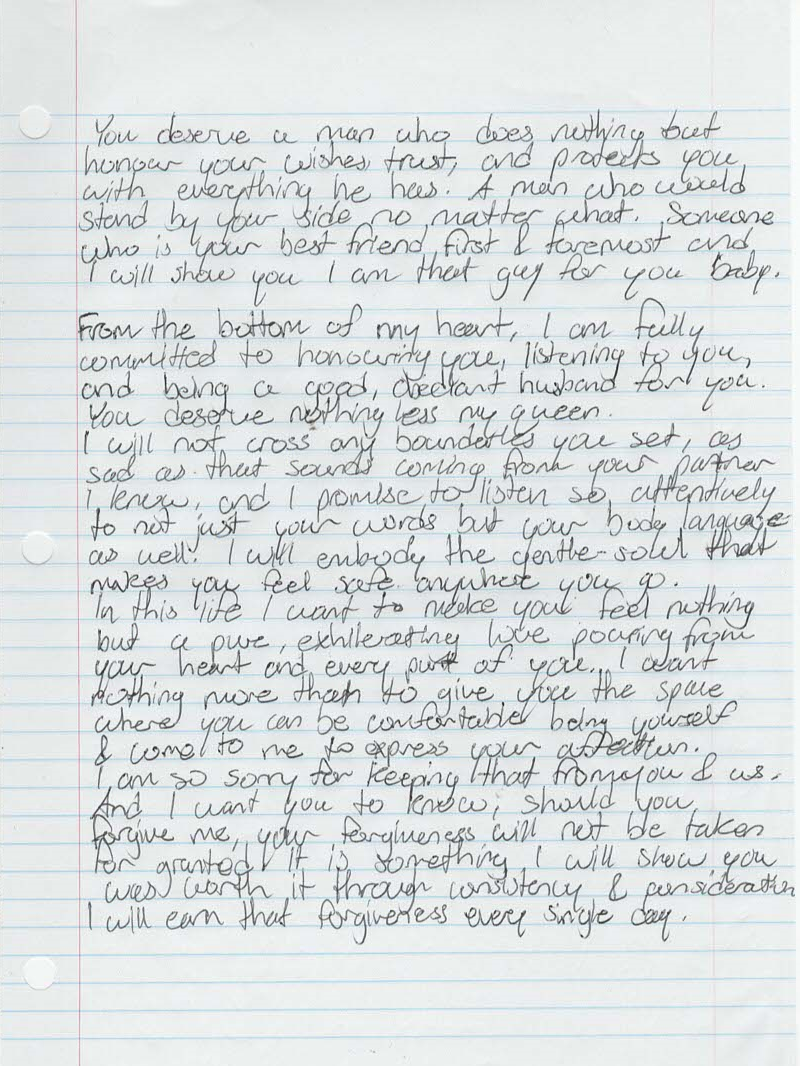 You deserve a man who does nothing but
honour your wishes, trust, and protects you
with everything he has. A man who would
stand by your side no matter what. Someone
who is your best friend first & foremost and
I will show you I am that guy for you baby.
From the bottom of my heart, I am fully
committed to honouring you, listening to you,
and being a good, obediant husband for you.
You deserve nothing less my queen.
I will not cross any boundaries you set, as
sad as that sounds coming from your partner
I know, and I promise to listen so attentively
to not just your words but your body language
as well. I will embody the gentle-soul that
makes you feel safe anywhere you go.
In this life I want to make you feel nothing
but a pure, exhilerating love pouring from
your heart and every part of you. I want
nothing more than to give you the space
where you can be comfortable being yourself
& come to me to express your affection.
I am so sorry for keeping that from you & us.
And I want you to know, should you
forgive me, your forgiveness will not be taken
for granted. It is something I will show you
was worth it through consistency & consideration
I will earn that forgiveness every single day.